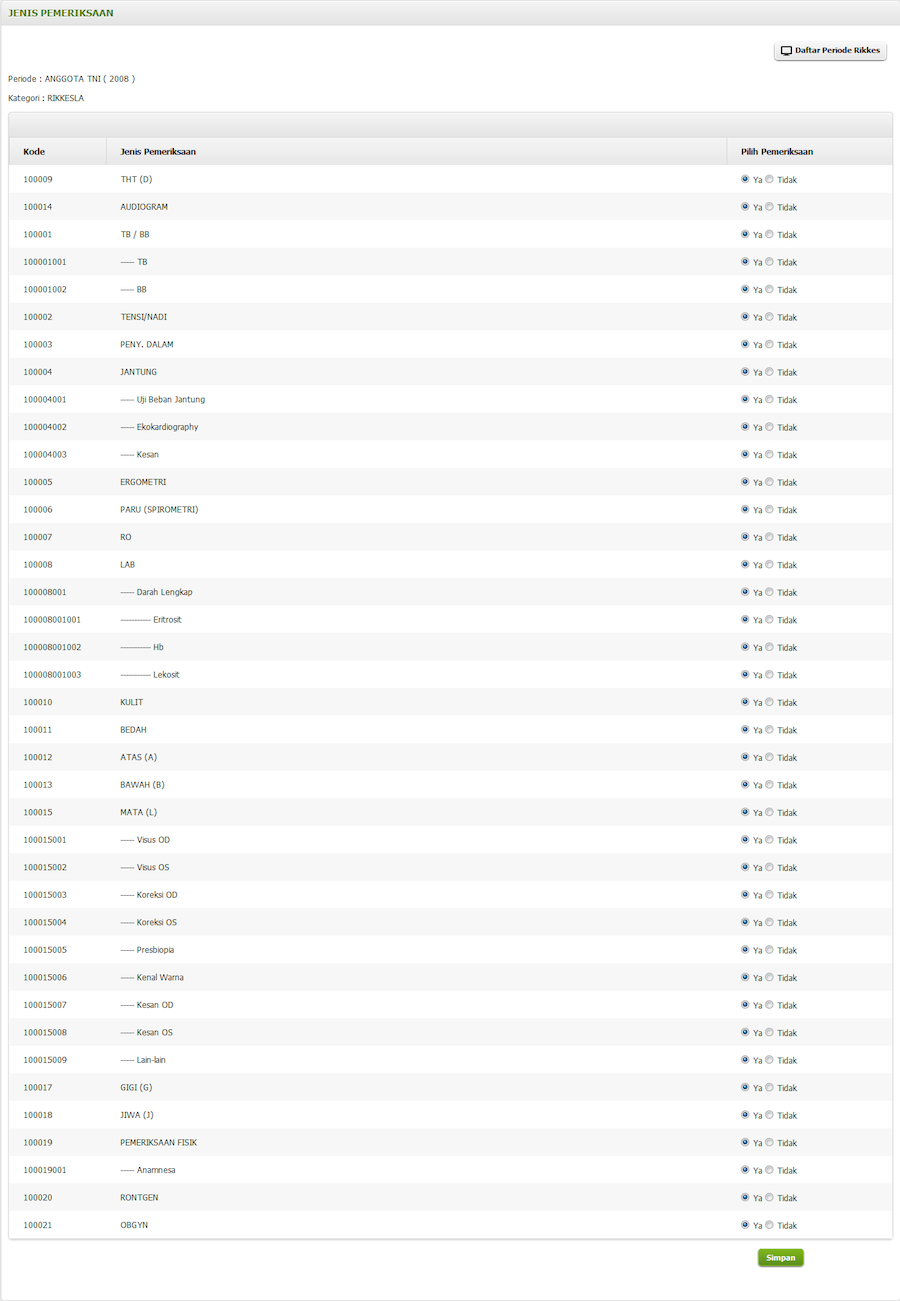 JENIS PEMERIKSAAN
Daftar Periode Rikkes
Periode : ANGGOTA TNI ( 2008 )
Kategori : RIKKESLA
Kode Jenis Pemeriksaan Pilih Pemeriksaan
100009 THT (D) Ya Tidak
100014 AUDIOGRAM Ya Tidak
100001 TB / BB Ya Tidak
100001001 ----- TB Ya Tidak
100001002 ----- BB Ya Tidak
100002 TENSI/NADI Ya Tidak
100003 PENY. DALAM Ya Tidak
100004 JANTUNG Ya Tidak
100004001 ----- Uji Beban Jantung Ya Tidak
100004002 ----- Ekokardiography Ya Tidak
100004003 ----- Kesan Ya Tidak
100005 ERGOMETRI Ya Tidak
100006 PARU (SPIROMETRI) Ya Tidak
100007 RO Ya Tidak
100008 LAB Ya Tidak
100008001 ----- Darah Lengkap Ya Tidak
100008001001 ----------- Eritrosit Ya Tidak
100008001002 ----------- Hb Ya Tidak
100008001003 ----------- Lekosit Ya Tidak
100010 KULIT Ya Tidak
100011 BEDAH Ya Tidak
100012 ATAS (A) Ya Tidak
100013 BAWAH (B) Ya Tidak
100015 MATA (L) Ya Tidak
100015001 ----- Visus OD Ya Tidak
100015002 ----- Visus OS Ya Tidak
100015003 ----- Koreksi OD Ya Tidak
100015004 ----- Koreksi OS Ya Tidak
100015005 ----- Presbiopia Ya Tidak
100015006 ----- Kenal Warna Ya Tidak
100015007 ----- Kesan OD Ya Tidak
100015008 ----- Kesan OS Ya Tidak
100015009 ----- Lain-lain Ya Tidak
100017 GIGI (G) Ya Tidak
100018 JIWA (J) Ya Tidak
100019 PEMERIKSAAN FISIK Ya Tidak
100019001 ----- Anamnesa Ya Tidak
100020 RONTGEN Ya Tidak
100021 OBGYN Ya Tidak
Simpan